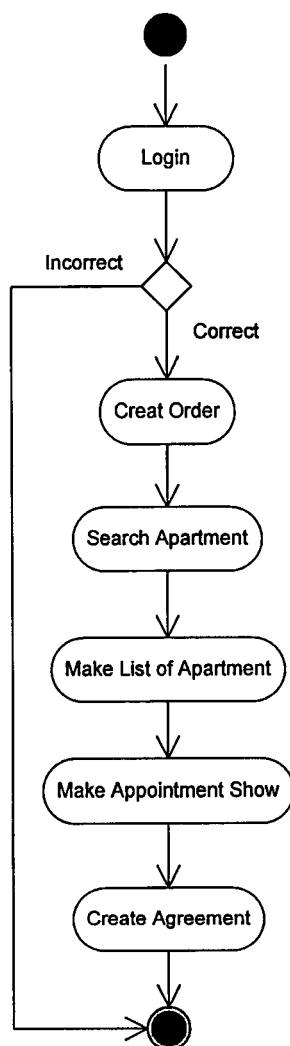 Login
Incorrect
Correct
Creat Order
Search Apartment
Make List of Apartment
Make Appointment Show
Create Agreement